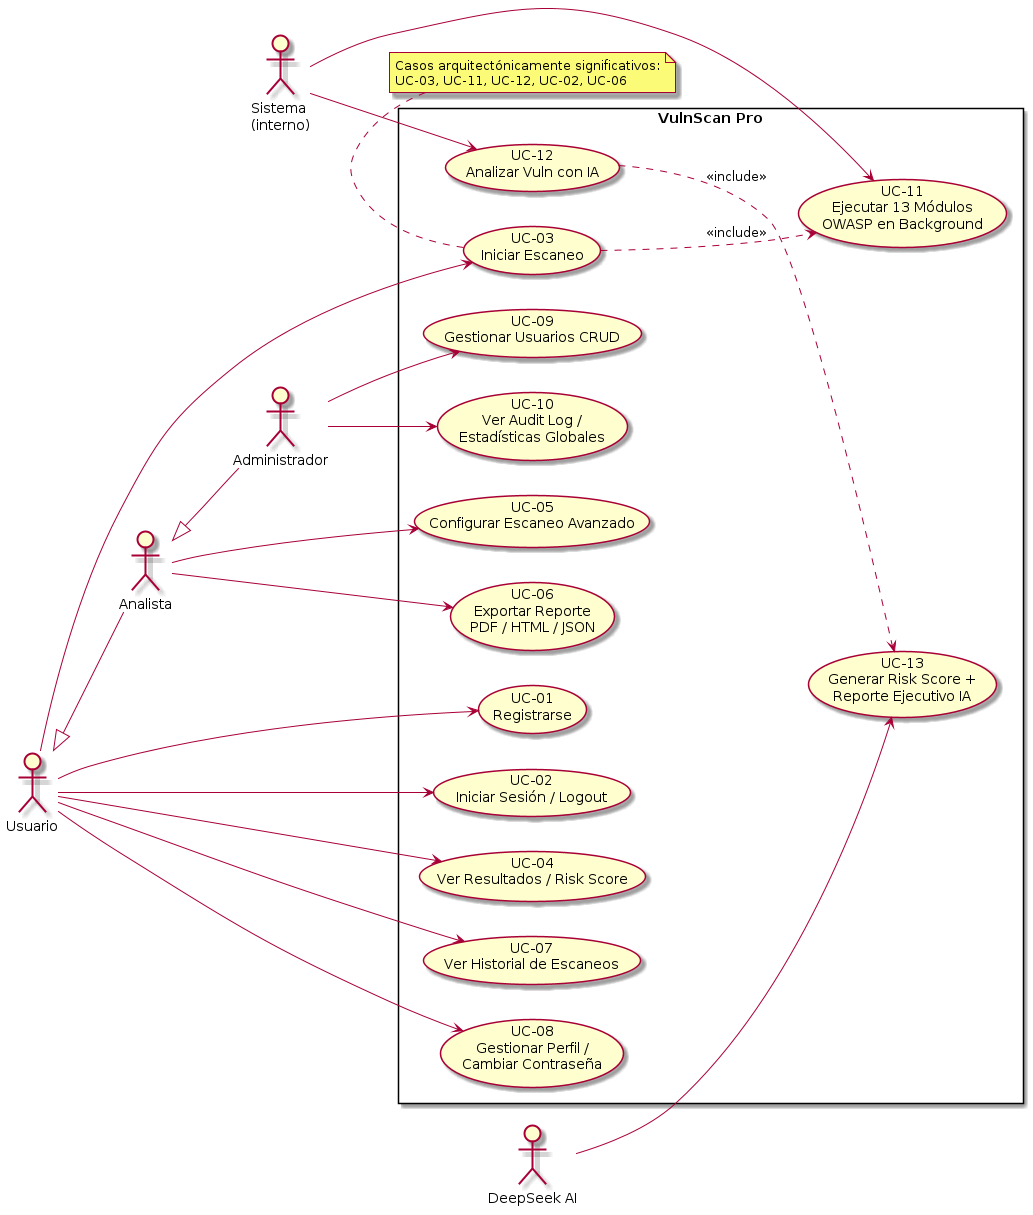 Sistema
(interno)
Casos arquitectónicamente significativos:
UC-03, UC-11, UC-12, UC-02, UC-06
VulnScan Pro
UC-12
Analizar Vuln con IA
«include»
UC-11
Ejecutar 13 Módulos
OWASP en Background
UC-03
Iniciar Escaneo
«include»
UC-09
Gestionar Usuarios CRUD
Administrador
UC-10
Ver Audit Log /
Estadísticas Globales
UC-05
Configurar Escaneo Avanzado
Analista
UC-06
Exportar Reporte
PDF / HTML / JSON
UC-13
Generar Risk Score +
Reporte Ejecutivo IA
UC-01
Registrarse
Usuario
UC-02
Iniciar Sesión / Logout
UC-04
Ver Resultados / Risk Score
UC-07
Ver Historial de Escaneos
UC-08
Gestionar Perfil /
Cambiar Contraseña
DeepSeek AI